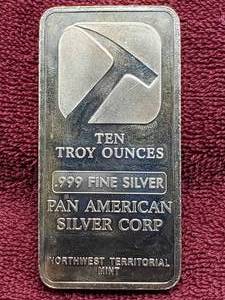 TEN
TROY OUNCES
.999 FINE SILVER
PAN AMERICAN
SILVER CORP
NORTHWEST TERRITORIAL
MINT